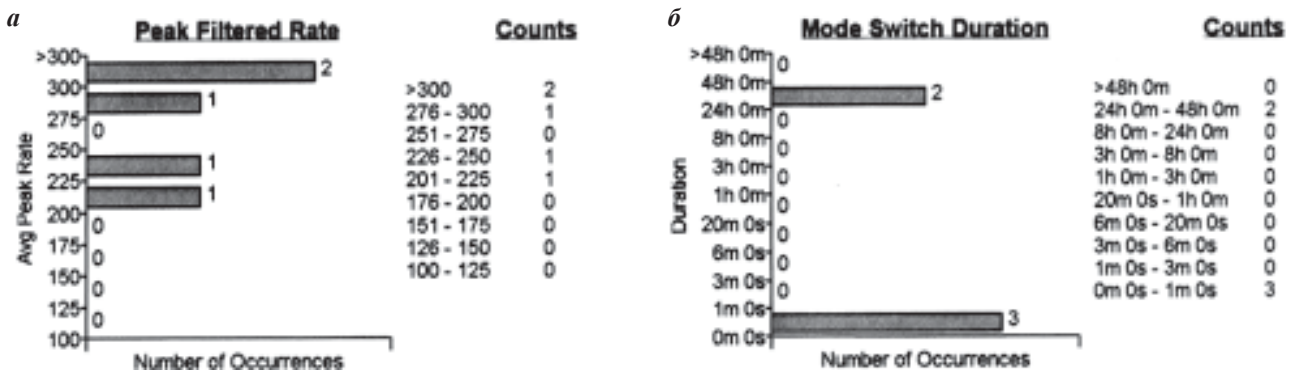 а
Peak Filtered Rate
Counts
>300
300
275
250
225
200
175
150
125
100
Avg Peak Rate
2
1
0
1
1
0
0
0
0
Number of Occurrences
>300 2
276 - 300 1
251 - 275 0
226 - 250 1
201 - 225 1
176 - 200 0
151 - 175 0
126 - 150 0
100 - 125 0
б
Mode Switch Duration
Counts
>48h 0m
48h 0m
24h 0m
8h 0m
3h 0m
1h 0m
20m 0s
6m 0s
3m 0s
1m 0s
0m 0s
Duration
0
2
0
0
0
0
0
0
0
3
Number of Occurrences
>48h 0m 0
24h 0m - 48h 0m 2
8h 0m - 24h 0m 0
3h 0m - 8h 0m 0
1h 0m - 3h 0m 0
20m 0s - 1h 0m 0
6m 0s - 20m 0s 0
3m 0s - 6m 0s 0
1m 0s - 3m 0s 0
0m 0s - 1m 0s 3